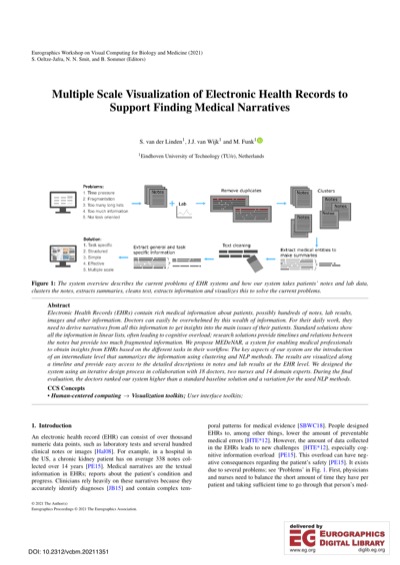 Eurographics Workshop on Visual Computing for Biology and Medicine (2021)
S. Oeltze-Jafra, N. N. Smit, and B. Sommer (Editors)
Multiple Scale Visualization of Electronic Health Records to
Support Finding Medical Narratives
S. van der Linden¹, J.J. van Wijk¹ and M. Funk¹
¹Eindhoven University of Technology (TU/e), Netherlands
Problems:
1. Time pressure
2. Fragmentation
3. Too many long lists
4. Too much information
5. Not task oriented
Notes
+
Lab
Remove duplicates
Notes
Clusters
Notes
Notes
Notes
Notes
Solution:
1. Task specific
2. Structured
3. Simple
4. Effective
5. Multiple scale
Extract general and task
specific information
Text cleaning
Extract medical entities to
make summaries
Figure 1: The system overview describes the current problems of EHR systems and how our system takes patients' notes and lab data,
clusters the notes, extracts summaries, cleans text, extracts information and visualizes this to solve the current problems.
Abstract
Electronic Health Records (EHRs) contain rich medical information about patients, possibly hundreds of notes, lab results,
images and other information. Doctors can easily be overwhelmed by this wealth of information. For their daily work, they
need to derive narratives from all this information to get insights into the main issues of their patients. Standard solutions show
all the information in linear lists, often leading to cognitive overload; research solutions provide timelines and relations between
the notes but provide too much fragmented information. We propose MEDeNAR, a system for enabling medical professionals
to obtain insights from EHRs based on the different tasks in their workflow. The key aspects of our system are the introduction
of an intermediate level that summarizes the information using clustering and NLP methods. The results are visualized along
a timeline and provide easy access to the detailed descriptions in notes and lab results at the EHR level. We designed the
system using an iterative design process in collaboration with 18 doctors, two nurses and 14 domain experts. During the final
evaluation, the doctors ranked our system higher than a standard baseline solution and a variation for the used NLP methods.
CCS Concepts
• Human-centered computing → Visualization toolkits; User interface toolkits;
1. Introduction
An electronic health record (EHR) can consist of over thousand
numeric data points, such as laboratory tests and several hundred
clinical notes or images [Hal08]. For example, in a hospital in
the US, a chronic kidney patient has on average 338 notes col-
lected over 14 years [PE15]. Medical narratives are the textual
information in EHRs; reports about the patient's condition and
progress. Clinicians rely heavily on these narratives because they
accurately identify diagnoses [JB15] and contain complex tem-
poral patterns for medical evidence [SBWC18]. People designed
EHRs to, among other things, lower the amount of preventable
medical errors [HTE*12]. However, the amount of data collected
in the EHRs leads to new challenges [HTE*12], especially cog-
nitive information overload [PE15]. This overload can have neg-
ative consequences regarding the patient's safety [PE15]. It exists
due to several problems; see 'Problems' in Fig. 1. First, physicians
and nurses need to balance the short amount of time they have per
patient and taking sufficient time to go through that person's med-
© 2021 The Author(s)
Eurographics Proceedings © 2021 The Eurographics Association.
DOI: 10.2312/vcbm.20211351
delivered by
EG
EUROGRAPHICS
DIGITAL LIBRARY
www.eg.org
diglib.eg.org